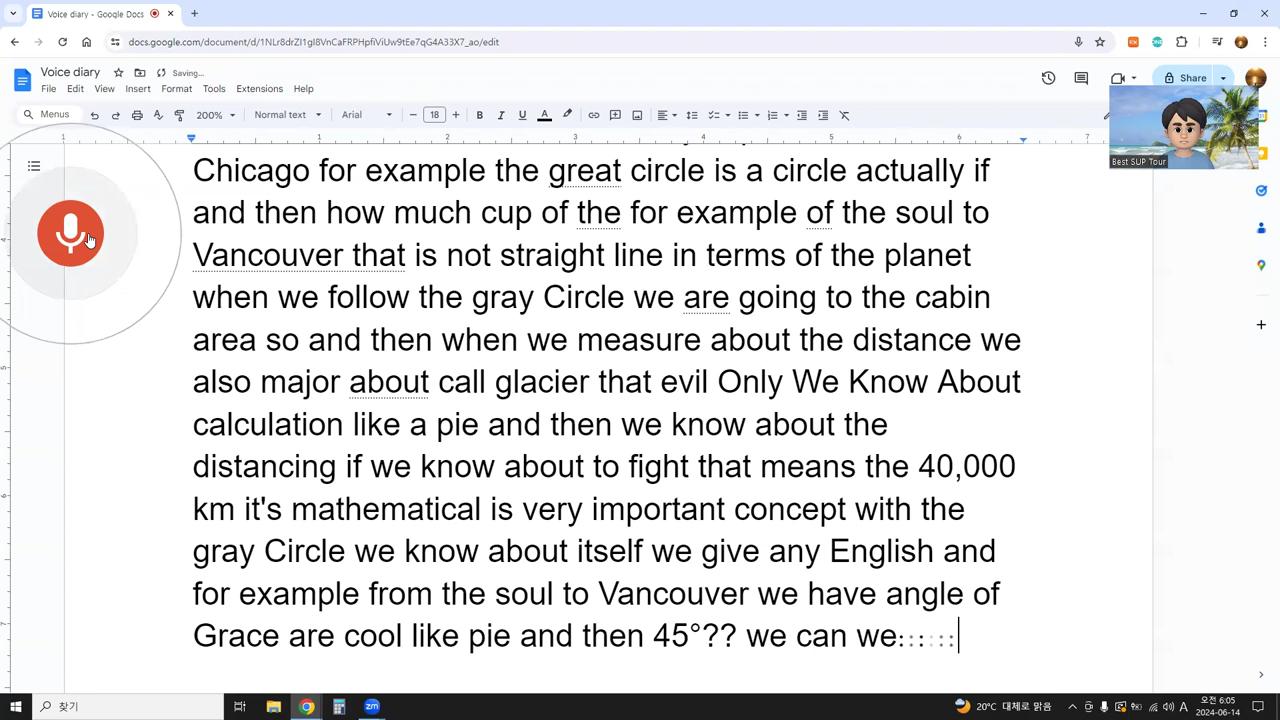 Voice diary - Google Docs
docs.google.com/document/d/1NLr8drZI1gI8VnCaFRPHpfiViUw9tEe7qG4A33X7_ao/edit
Voice diary
Saving...
File Edit View Insert Format Tools Extensions Help
Share
Menus 200% Normal text Arial 18
Best SUP Tour
1 1 2 3 4 5 6 7
Chicago for example the great circle is a circle actually if
and then how much cup of the for example of the soul to
Vancouver that is not straight line in terms of the planet
when we follow the gray Circle we are going to the cabin
area so and then when we measure about the distance we
also major about call glacier that evil Only We Know About
calculation like a pie and then we know about the
distancing if we know about to fight that means the 40,000
km it's mathematical is very important concept with the
gray Circle we know about itself we give any English and
for example from the soul to Vancouver we have angle of
Grace are cool like pie and then 45°?? we can we
찾기
20°C 대체로 맑음
A
오전 6:05
2024-06-14